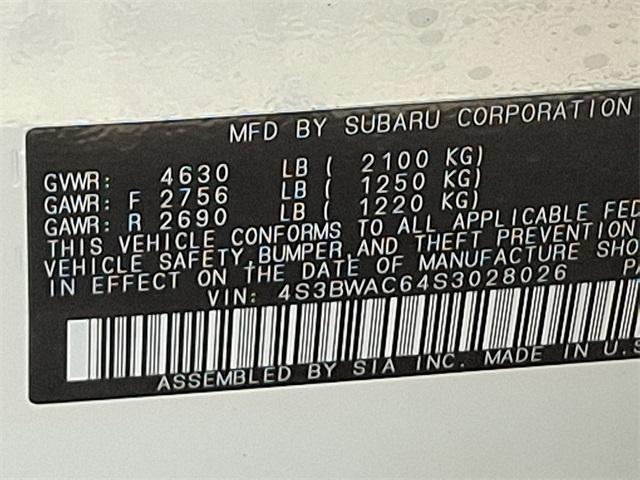 MFD BY SUBARU CORPORATION
GVWR: 4630 LB ( 2100 KG)
GAWR: F 2756 LB ( 1250 KG)
GAWR: R 2690 LB ( 1220 KG)
THIS VEHICLE CONFORMS TO ALL APPLICABLE FED
VEHICLE SAFETY,BUMPER,AND THEFT PREVENTION
IN EFFECT ON THE DATE OF MANUFACTURE SHO
VIN: 4S3BWAC64S3028026 PA
ASSEMBLED BY SIA INC. MADE IN U.S